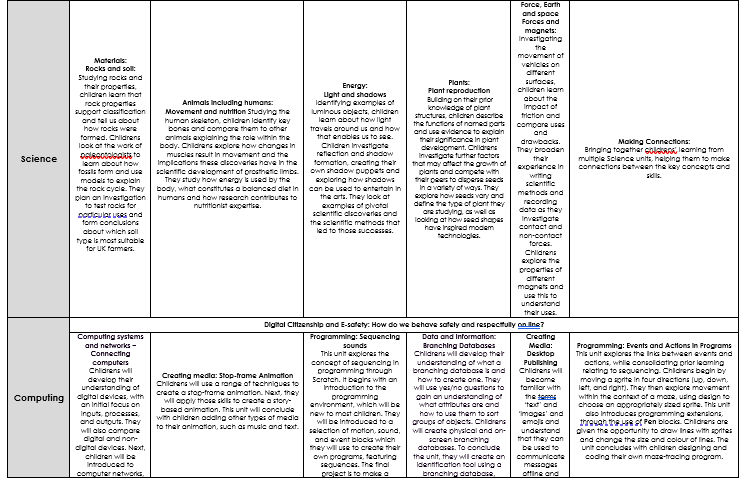 Science
Materials:
Rocks and soil:
Studying rocks and
their properties,
children learn that
rock properties
support classification
and tell us about
how rocks were
formed. Childrens
look at the work of
palaeontologists to
learn about how
fossils form and use
models to explain
the rock cycle. They
plan an investigation
to test rocks for
particular uses and
form conclusions
about which soil
type is most suitable
for UK farmers.
Animals including humans:
Movement and nutrition Studying the
human skeleton, children identify key
bones and compare them to other
animals explaining the role within the
body. Childrens explore how changes in
muscles result in movement and the
implications these discoveries have in the
scientific development of prosthetic limbs.
They study how energy is used by the
body, what constitutes a balanced diet in
humans and how research contributes to
nutritionist expertise.
Energy:
Light and shadows
Identifying examples of
luminous objects, children
learn about how light
travels around us and how
that enables us to see.
Children investigate
reflection and shadow
formation, creating their
own shadow puppets and
exploring how shadows
can be used to entertain in
the arts. They look at
examples of pivotal
scientific discoveries and
the scientific methods that
led to those successes.
Plants:
Plant reproduction
Building on their prior
knowledge of plant
structures, children describe
the functions of named parts
and use evidence to explain
their significance in plant
development. Childrens
investigate further factors
that may affect the growth of
plants and compete with
their peers to disperse seeds
in a variety of ways. They
explore how seeds vary and
define the type of plant they
are studying, as well as
looking at how seed shapes
have inspired modern
technologies.
Force, Earth
and space
Forces and
magnets:
Investigating
the
movement of
vehicles on
different
surfaces,
children learn
about the
impact of
friction and
compare uses
and
drawbacks.
They broaden
their
experience in
writing
scientific
methods and
recording
data as they
investigate
contact and
non-contact
forces.
Childrens
explore the
properties of
different
magnets and
use this to
understand
their uses.
Making Connections:
Bringing together childrens' learning from
multiple Science units, helping them to make
connections between the key concepts and
skills.
Computing
Digital Citizenship and E-safety: How do we behave safely and respectfully on-line?
Computing systems
and networks –
Connecting
computers
Childrens will
develop their
understanding of
digital devices, with
an initial focus on
inputs, processes,
and outputs. They
will also compare
digital and non-
digital devices. Next,
children will be
introduced to
computer networks,
Creating media: Stop-frame Animation
Childrens will use a range of techniques to
create a stop-frame animation. Next, they
will apply those skills to create a story-
based animation. This unit will conclude
with children adding other types of media
to their animation, such as music and text.
Programming: Sequencing
sounds
This unit explores the
concept of sequencing in
programming through
Scratch. It begins with an
introduction to the
programming
environment, which will be
new to most children. They
will be introduced to a
selection of motion, sound,
and event blocks which
they will use to create their
own programs, featuring
sequences. The final
project is to make a
Data and information:
Branching Databases
Childrens will develop their
understanding of what a
branching database is and
how to create one. They will
use yes/no questions to
gain an understanding of
what attributes are and
how to use them to sort
groups of objects. Childrens
will create physical and on-
screen branching
databases. To conclude
the unit, they will create an
identification tool using a
branching database,
Creating
Media:
Desktop
Publishing
Childrens will
become
familiar with
the terms
'text' and
'images' and
emojis and
understand
that they can
be used to
communicate
messages
offline and
Programming: Events and Actions in Programs
This unit explores the links between events and
actions, while consolidating prior learning
relating to sequencing. Childrens begin by
moving a sprite in four directions (up, down,
left, and right). They then explore movement
within the context of a maze, using design to
choose an appropriately sized sprite. This unit
also introduces programming extensions,
through the use of Pen blocks. Childrens are
given the opportunity to draw lines with sprites
and change the size and colour of lines. The
unit concludes with children designing and
coding their own maze-tracing program.